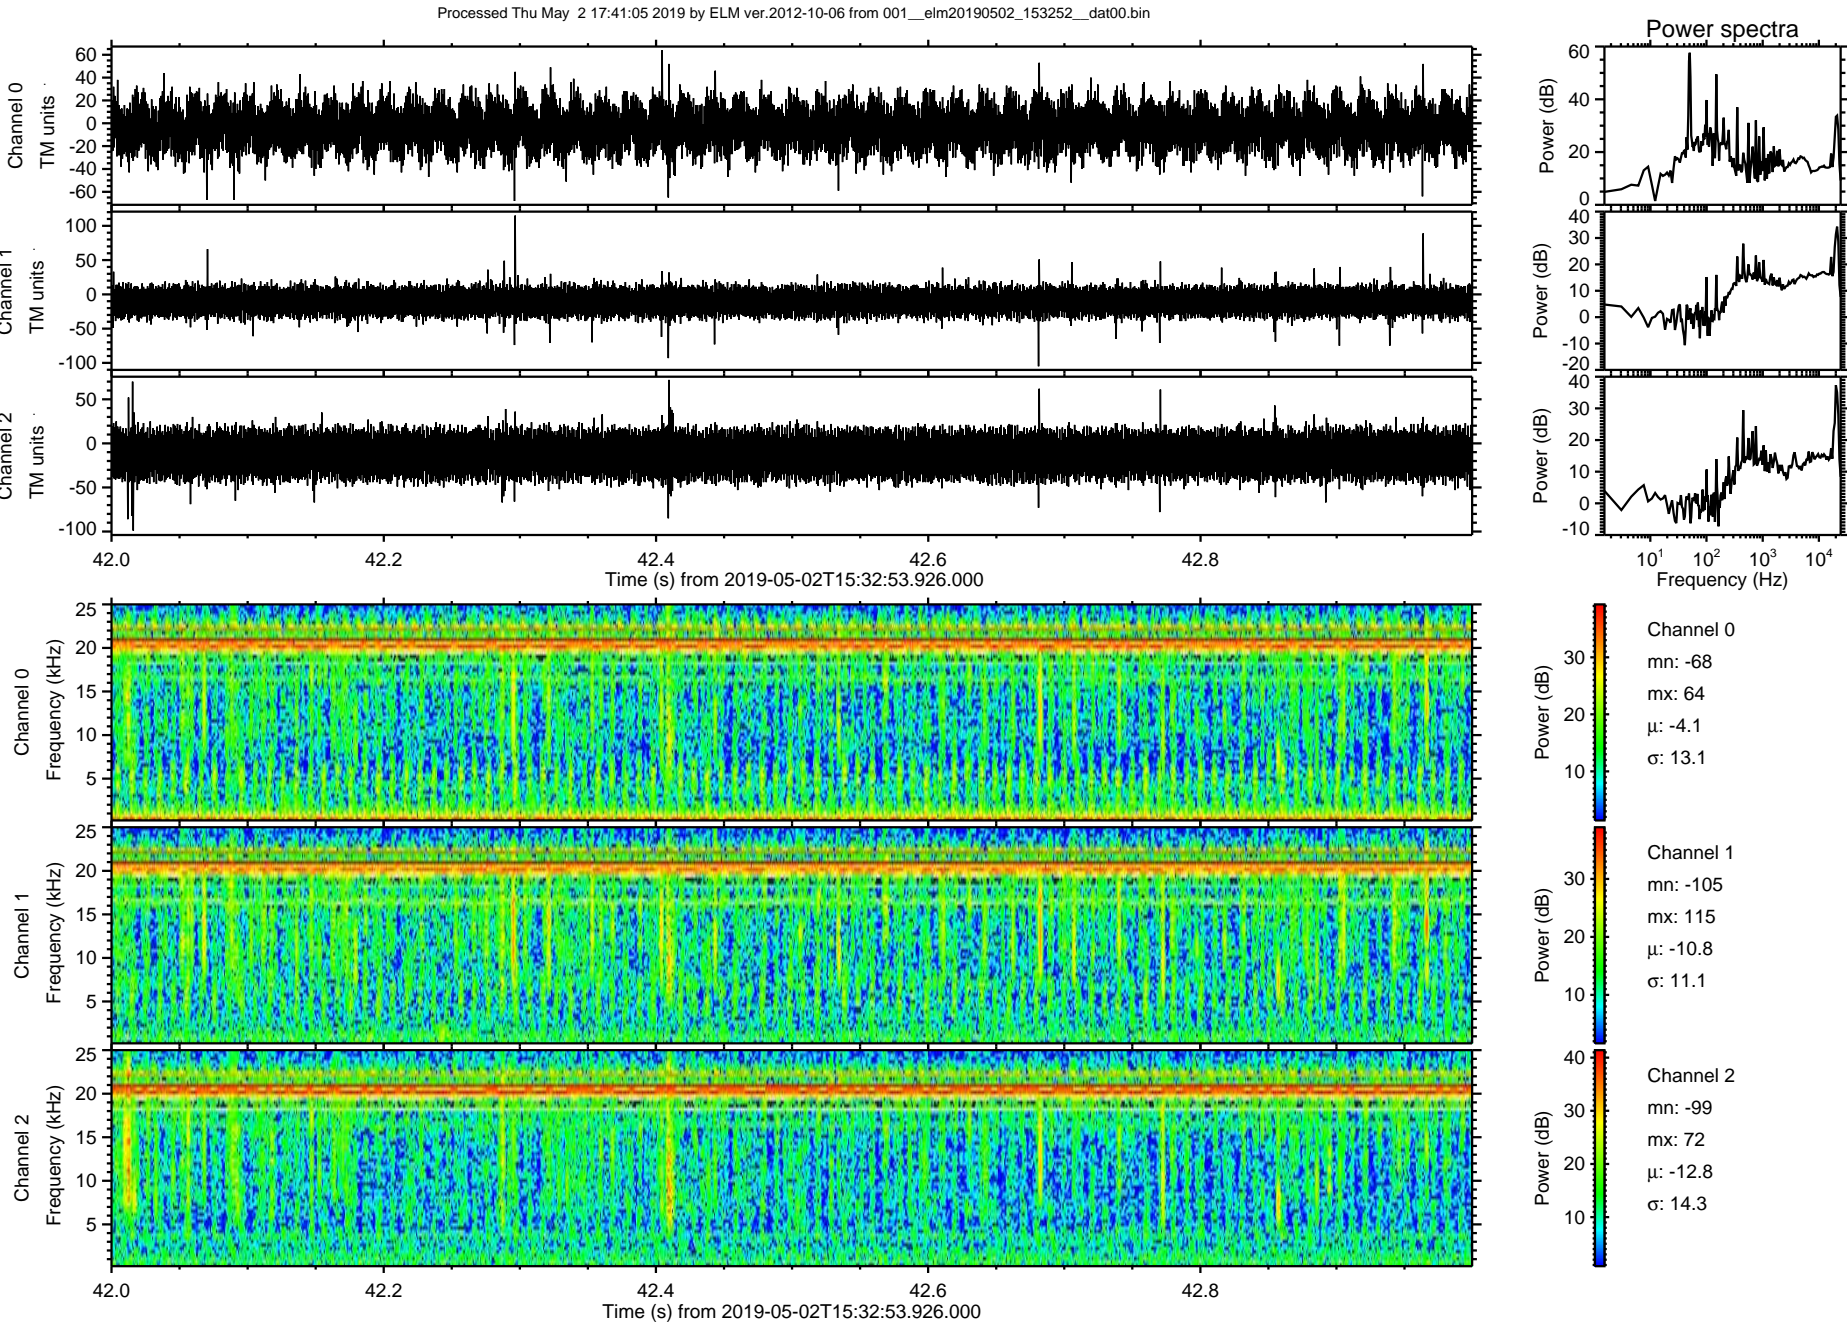 Processed Thu May  2 17:41:05 2019 by ELM ver.2012-10-06 from 001__elm20190502_153252__dat00.bin
Power spectra
Channel 0
TM units
60
40
20
0
-20
-40
-60
Power (dB)
60
40
20
0
Channel 1
TM units
100
50
0
-50
-100
Power (dB)
40
30
20
10
0
-10
-20
Channel 2
TM units
50
0
-50
-100
Power (dB)
40
30
20
10
0
-10
42.0 42.2 42.4 42.6 42.8
Time (s) from 2019-05-02T15:32:53.926.000
10^1 10^2 10^3 10^4
Frequency (Hz)
Channel 0
Frequency (kHz)
25
20
15
10
5
Power (dB)
30
20
10
Channel 0
mn: -68
mx: 64
μ: -4.1
σ: 13.1
Channel 1
Frequency (kHz)
25
20
15
10
5
Power (dB)
30
20
10
Channel 1
mn: -105
mx: 115
μ: -10.8
σ: 11.1
Channel 2
Frequency (kHz)
25
20
15
10
5
Power (dB)
40
30
20
10
Channel 2
mn: -99
mx: 72
μ: -12.8
σ: 14.3
42.0 42.2 42.4 42.6 42.8
Time (s) from 2019-05-02T15:32:53.926.000